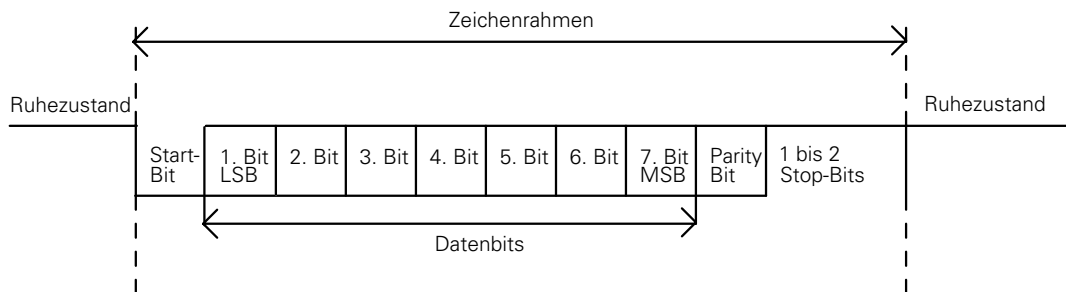 Zeichenrahmen
Ruhezustand
Ruhezustand
Start-
Bit
1. Bit
LSB
2. Bit
3. Bit
4. Bit
5. Bit
6. Bit
7. Bit
MSB
Parity
Bit
1 bis 2
Stop-Bits
Datenbits